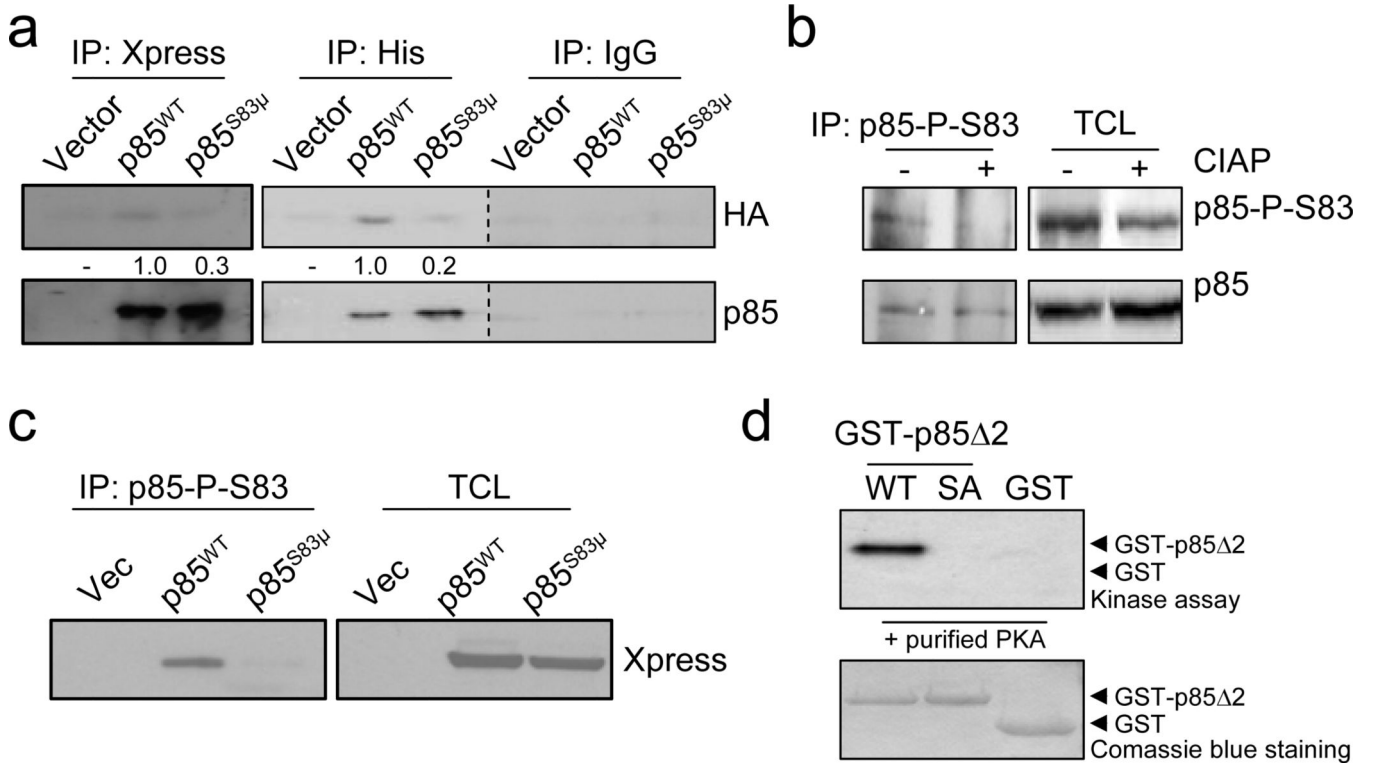 a
IP: Xpress IP: His IP: IgG
Vector p85WT p85S83μ Vector p85WT p85S83μ Vector p85WT p85S83μ
HA
- 1.0 0.3 - 1.0 0.2
p85
b
IP: p85-P-S83 TCL
- + - + CIAP
p85-P-S83
p85
c
IP: p85-P-S83 TCL
Vec p85WT p85S83μ Vec p85WT p85S83μ
Xpress
d
GST-p85Δ2
WT SA GST
◄ GST-p85Δ2
◄ GST
Kinase assay
+ purified PKA
◄ GST-p85Δ2
◄ GST
Comassie blue staining